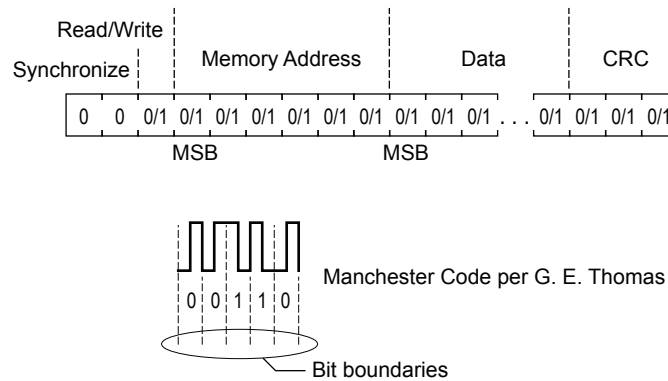 Read/Write
Synchronize Memory Address Data CRC
0 0 0/1 0/1 0/1 0/1 0/1 0/1 0/1 0/1 0/1 0/1 . . . 0/1 0/1 0/1 0/1
MSB MSB
Manchester Code per G. E. Thomas
0 0 1 1 0
Bit boundaries